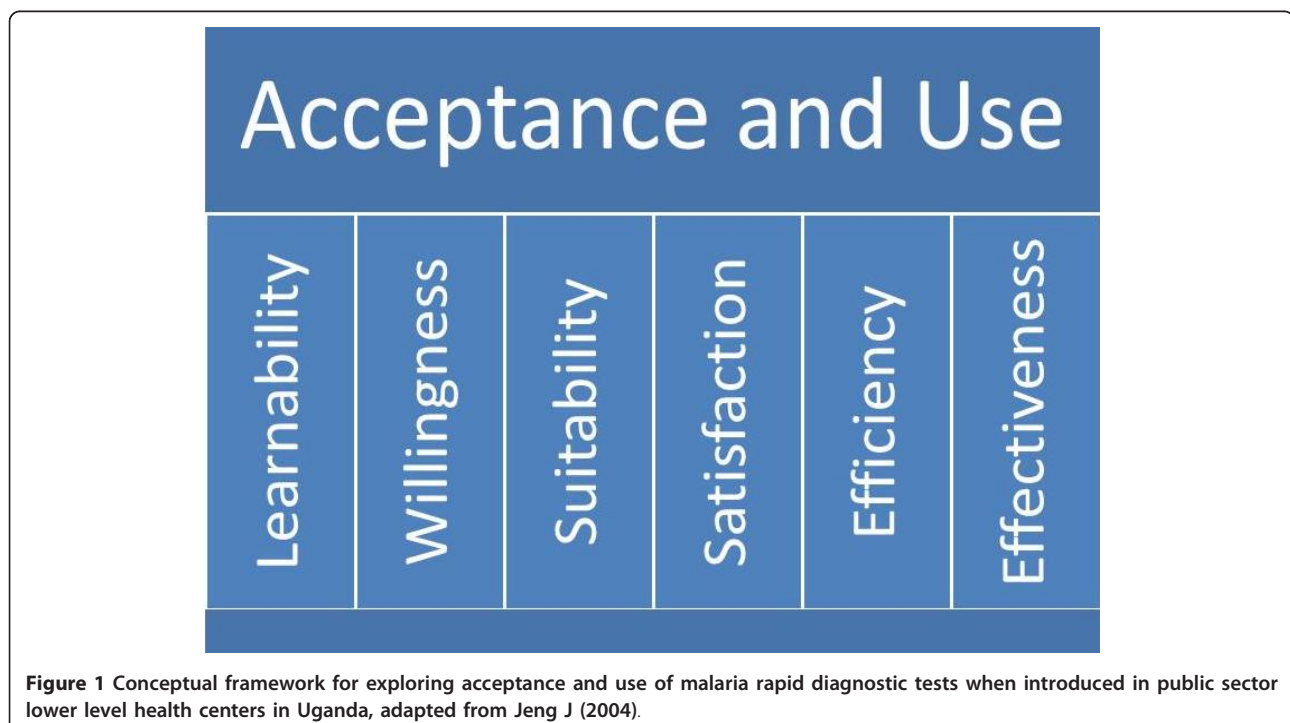 Acceptance and Use
Learnability
Willingness
Suitability
Satisfaction
Efficiency
Effectiveness
Figure 1 Conceptual framework for exploring acceptance and use of malaria rapid diagnostic tests when introduced in public sector
lower level health centers in Uganda, adapted from Jeng J (2004).